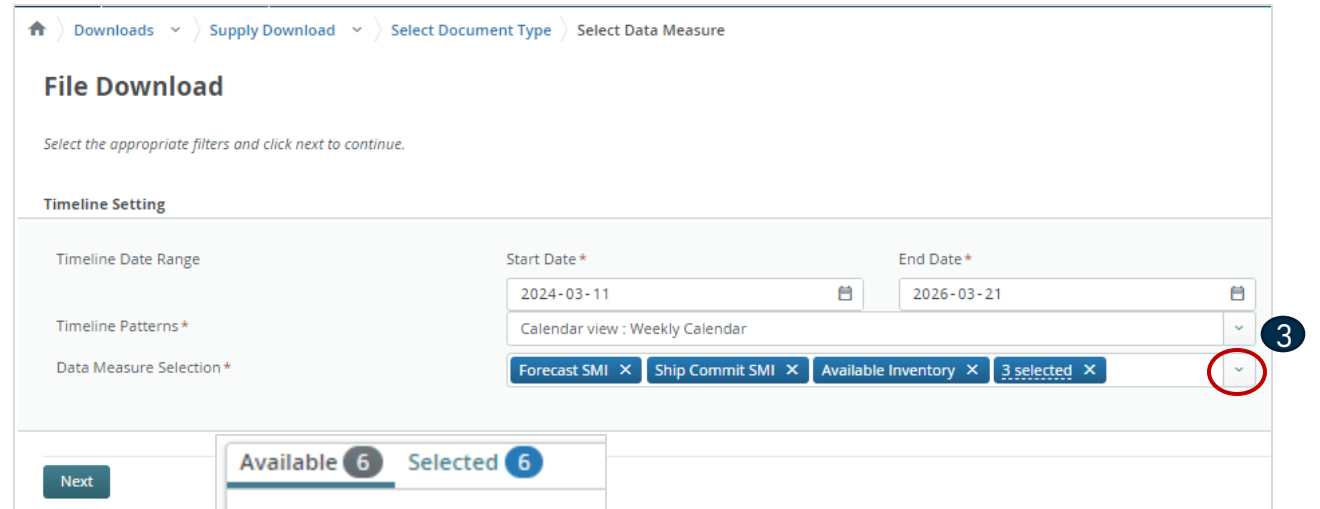 Downloads Supply Download Select Document Type Select Data Measure
File Download
Select the appropriate filters and click next to continue.
Timeline Setting
Timeline Date Range Start Date* End Date*
2024-03-11 2026-03-21
Timeline Patterns* Calendar view : Weekly Calendar
3
Data Measure Selection* Forecast SMI × Ship Commit SMI × Available Inventory × 3 selected ×
Available 6 Selected 6
Next